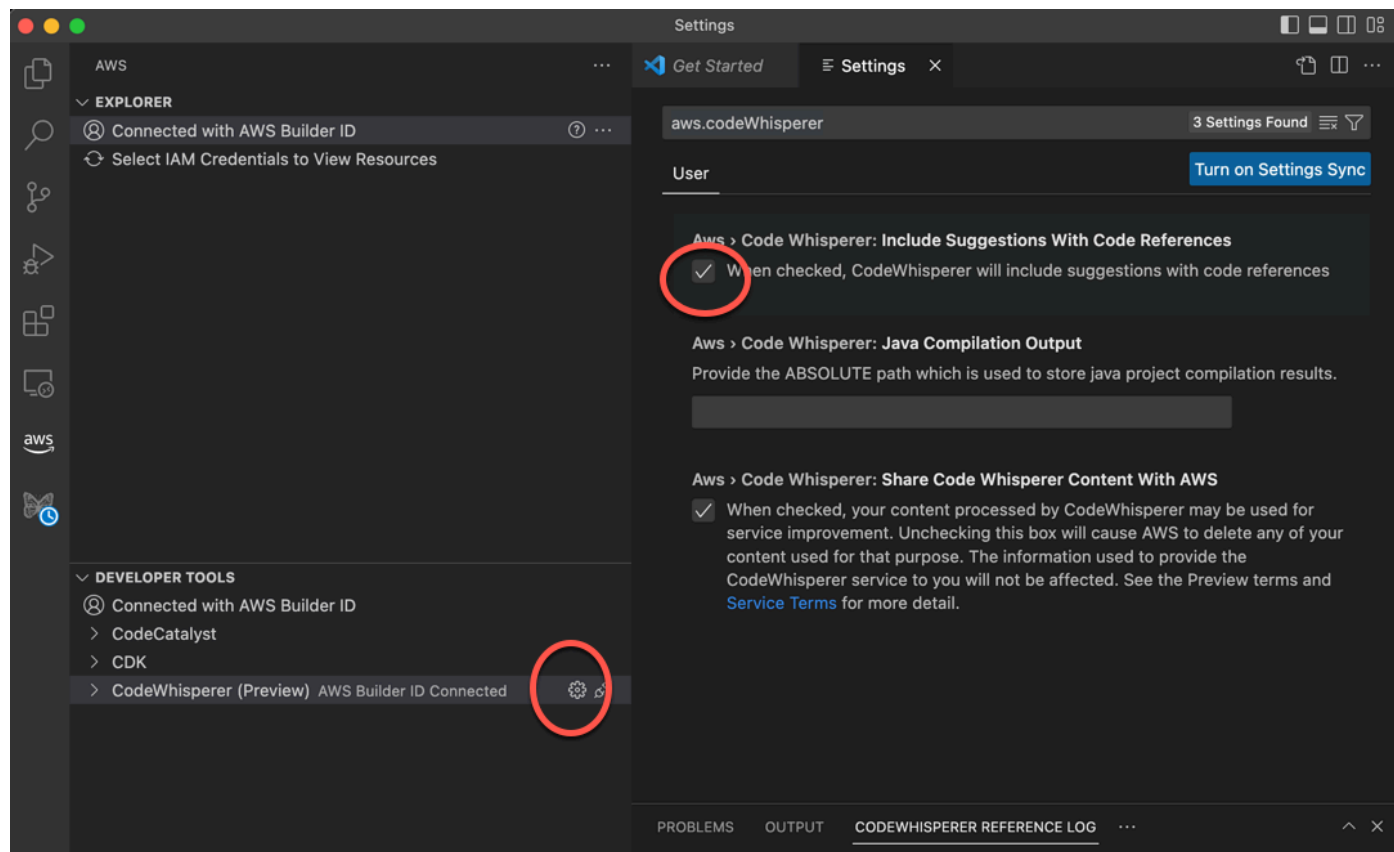 Settings
AWS
EXPLORER
Connected with AWS Builder ID
Select IAM Credentials to View Resources
aws
DEVELOPER TOOLS
Connected with AWS Builder ID
CodeCatalyst
CDK
CodeWhisperer (Preview) AWS Builder ID Connected
Get Started
Settings
aws.codeWhisperer
3 Settings Found
User
Turn on Settings Sync
Aws › Code Whisperer: Include Suggestions With Code References
When checked, CodeWhisperer will include suggestions with code references
Aws › Code Whisperer: Java Compilation Output
Provide the ABSOLUTE path which is used to store java project compilation results.
Aws › Code Whisperer: Share Code Whisperer Content With AWS
When checked, your content processed by CodeWhisperer may be used for
service improvement. Unchecking this box will cause AWS to delete any of your
content used for that purpose. The information used to provide the
CodeWhisperer service to you will not be affected. See the Preview terms and
Service Terms for more detail.
PROBLEMS OUTPUT CODEWHISPERER REFERENCE LOG